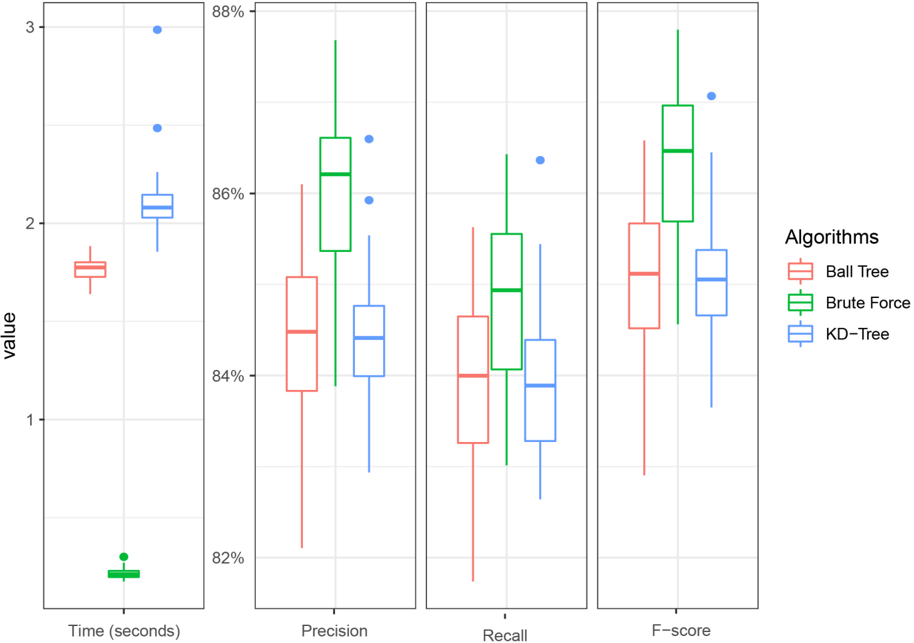 value
3
2
1
88%
86%
84%
82%
Time (seconds)
Precision
Recall
F−score
Algorithms
Ball Tree
Brute Force
KD−Tree